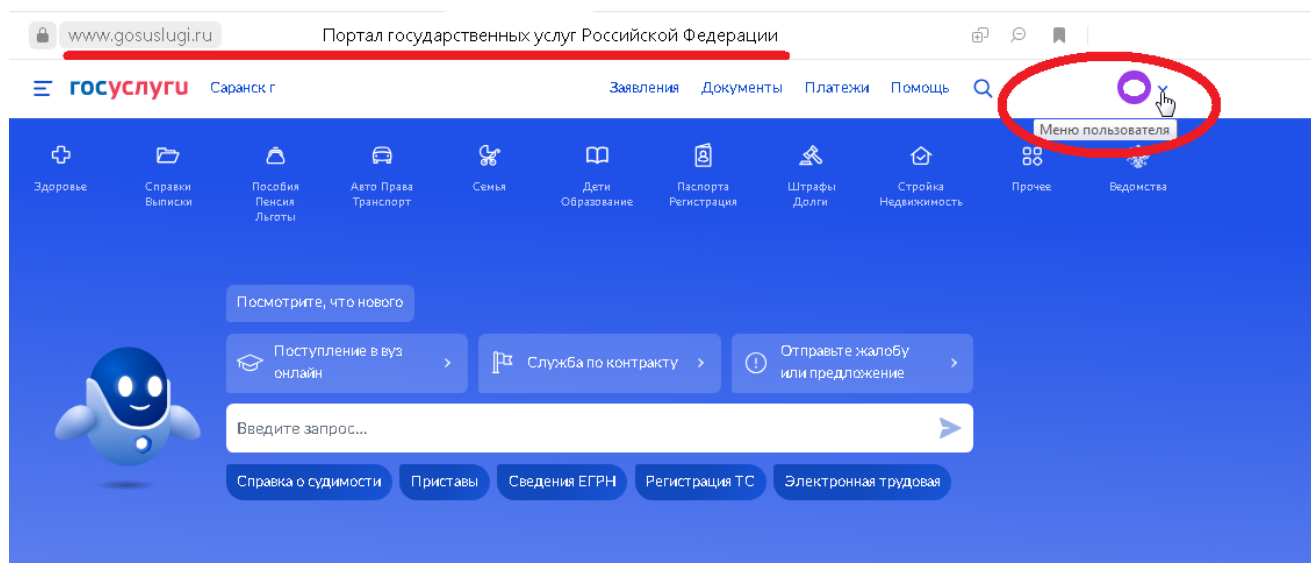 www.gosuslugi.ru Портал государственных услуг Российской Федерации
госуслуги Саранск г Заявления Документы Платежи Помощь
Меню пользователя
Здоровье
Справки
Выписки
Пособия
Пенсия
Льготы
Авто Права
Транспорт
Семья
Дети
Образование
Паспорта
Регистрация
Штрафы
Долги
Стройка
Недвижимость
Прочее
Ведомства
Посмотрите, что нового
Поступление в вуз
онлайн
Служба по контракту
Отправьте жалобу
или предложение
Введите запрос...
Справка о судимости Приставы Сведения ЕГРН Регистрация ТС Электронная трудовая